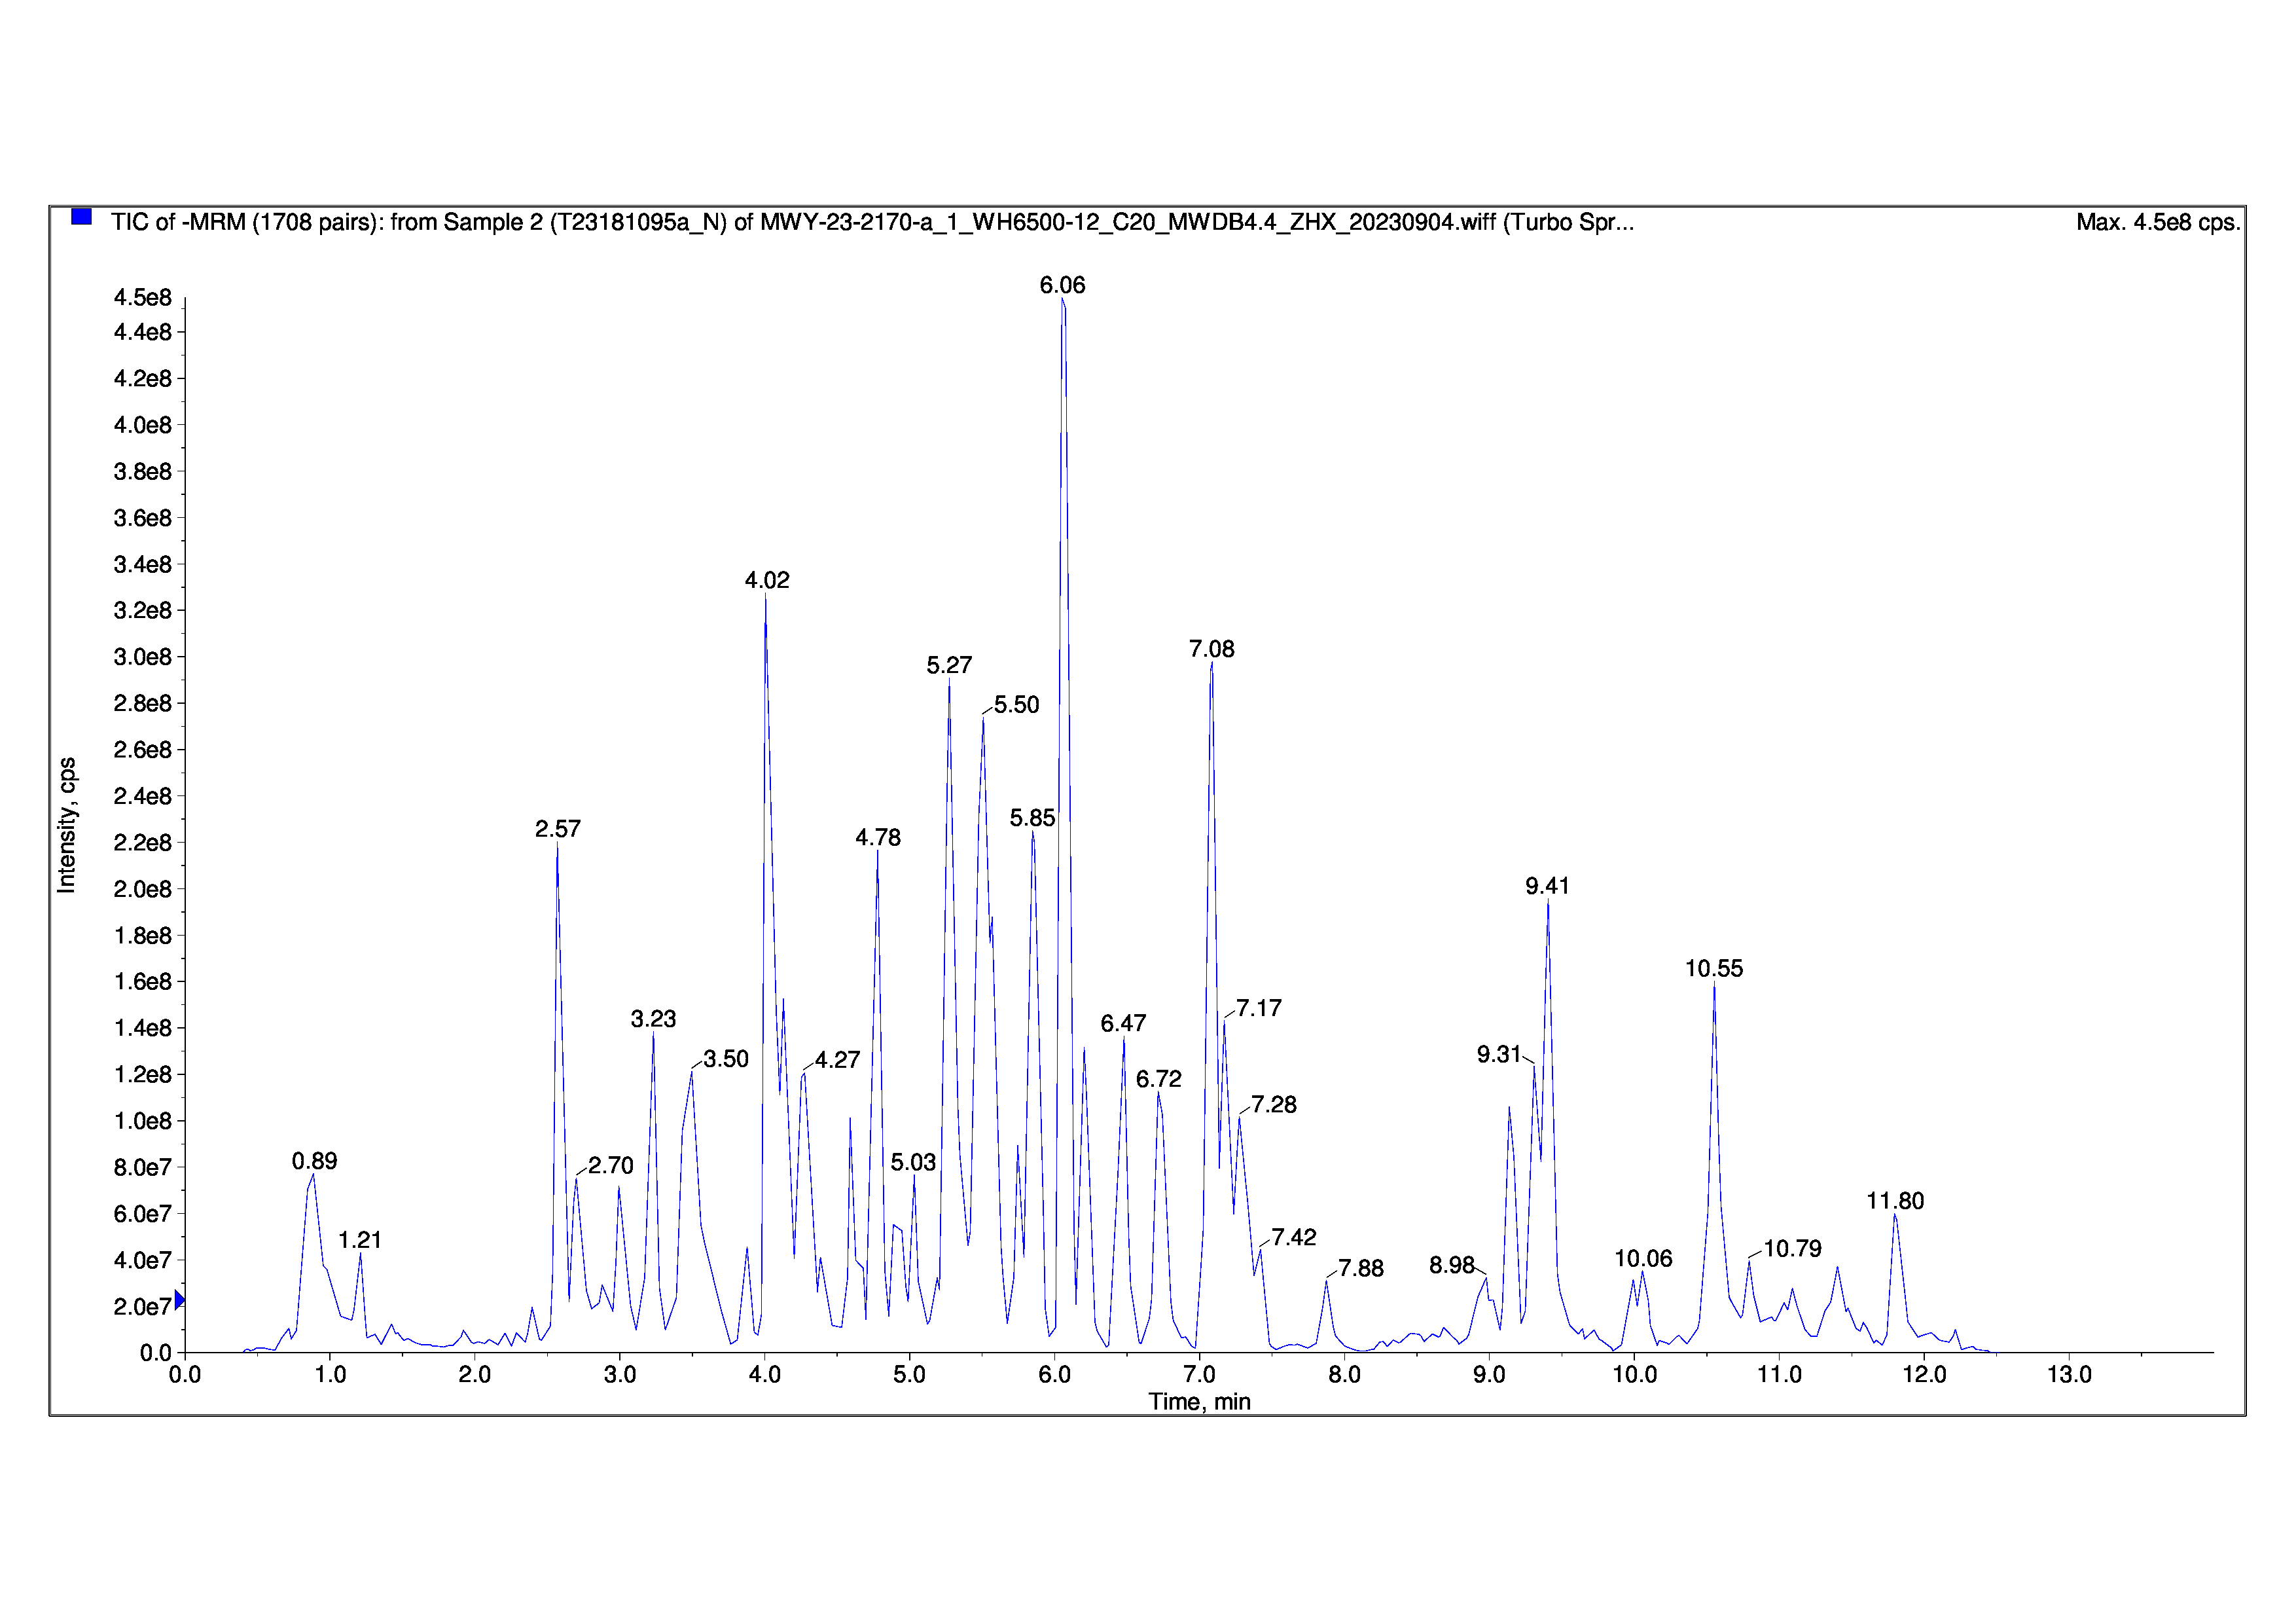 TIC of -MRM (1708 pairs): from Sample 2 (T23181095a_N) of MWY-23-2170-a_1_WH6500-12_C20_MWDB4.4_ZHX_20230904.wiff (Turbo Spr... Max. 4.5e8 cps.
6.06
4.5e8
4.4e8
4.2e8
4.0e8
3.8e8
3.6e8
3.4e8
4.02
3.2e8
7.08
3.0e8
5.27
2.8e8
5.50
2.6e8
2.4e8
5.85
2.57
4.78
2.2e8
9.41
2.0e8
1.8e8
10.55
1.6e8
7.17
3.23
6.47
1.4e8
9.31
3.50
4.27
1.2e8
6.72
7.28
1.0e8
0.89
2.70
5.03
8.0e7
11.80
6.0e7
1.21
7.42
10.79
4.0e7
10.06
8.98
7.88
2.0e7
0.0
Intensity, cps
0.0 1.0 2.0 3.0 4.0 5.0 6.0 7.0 8.0 9.0 10.0 11.0 12.0 13.0
Time, min